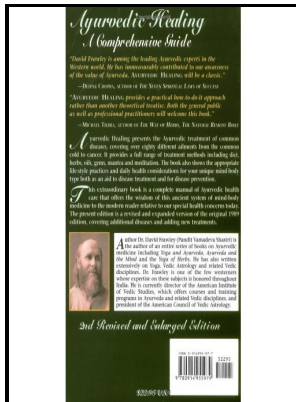 Ayurvedic Healing
A Comprehensive Guide
"David Frawley is among the leading Ayurvedic experts in the
Western world. He has immeasurably contributed to our awareness
of the value of Ayurveda. AYURVEDIC HEALING will be a classic."
—DEEPAK CHOPRA, AUTHOR OF THE SEVEN SPIRITUAL LAWS OF SUCCESS
"AYURVEDIC HEALING provides a practical how-to-do-it approach
rather than another theoretical treatise. Both the general public
as well as professional practitioners will welcome this book."
—MICHAEL TIERRA, AUTHOR OF THE WAY OF HERBS, THE NATURAL REMEDY BIBLE
Ayurvedic Healing presents the Ayurvedic treatment of common
diseases, covering over eighty different ailments from the common
cold to cancer. It provides a full range of treatment methods including diet,
herbs, oils, gems, mantra and meditation. The book also shows the appropriate
life-style practices and daily health considerations for your unique mind-body
type both as an aid to disease treatment and for disease prevention.
This extraordinary book is a complete manual of Ayurvedic health
care that offers the wisdom of this ancient system of mind-body
medicine to the modern reader relative to our special health concerns today.
The present edition is a revised and expanded version of the original 1989
edition, covering additional diseases and adding new treatments.
Author Dr. David Frawley (Pandit Vamadeva Shastri) is
the author of an entire series of books on Ayurvedic
medicine including Yoga and Ayurveda, Ayurveda and
the Mind and the Yoga of Herbs. He has also written
extensively on Yoga, Vedic Astrology and related Vedic
disciplines. Dr. Frawley is one of the few westerners
whose expertise on these subjects is honored throughout
India. He is currently director of the American Institute
of Vedic Studies, which offers courses and training
programs in Ayurveda and related Vedic disciplines, and
president of the American Council of Vedic Astrology.
2nd Revised and Enlarged Edition